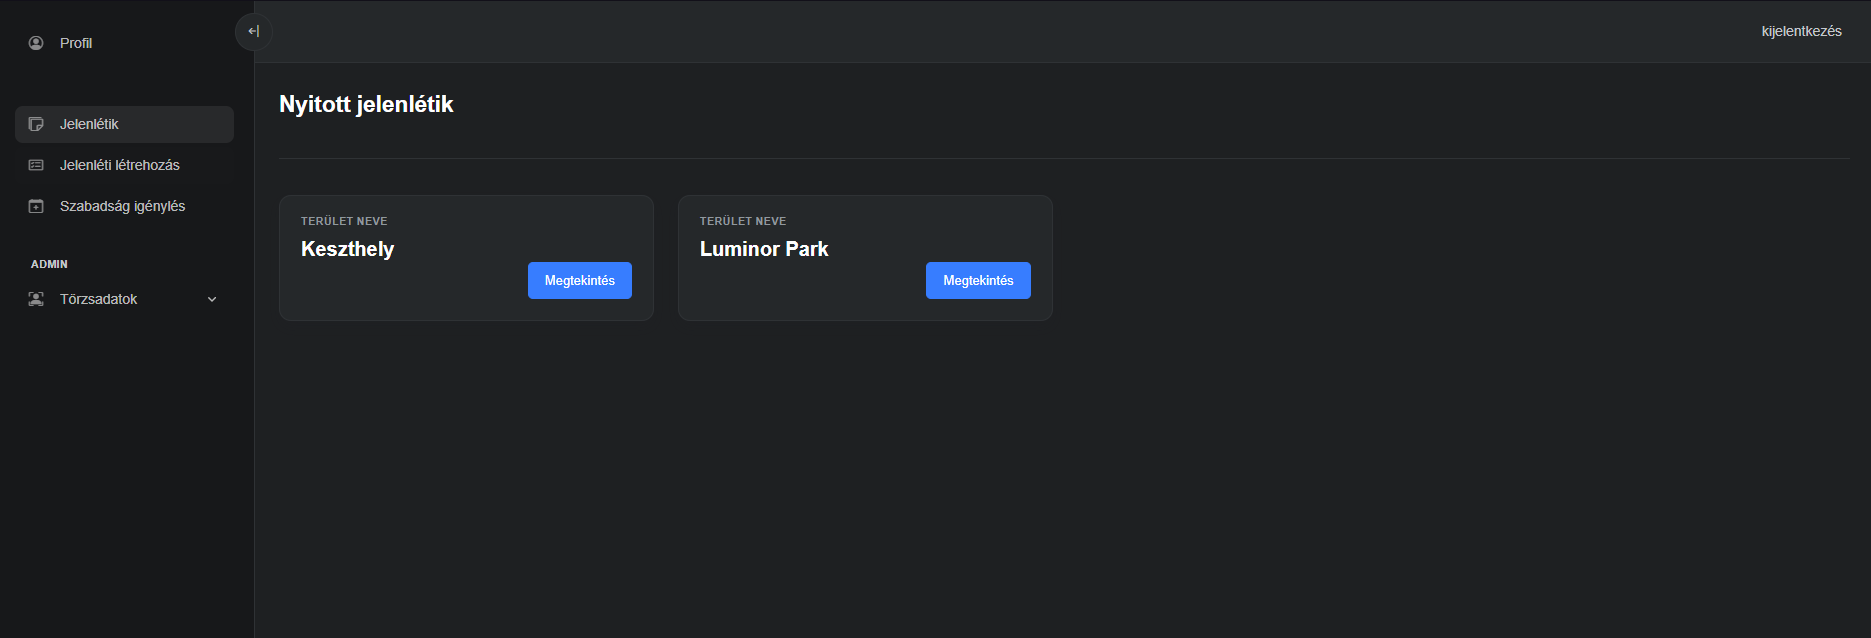 Profil
kijelentkezés
Jelenlétik
Jelenléti létrehozás
Szabadság igénylés
ADMIN
Törzsadatok
Nyitott jelenlétik
TERÜLET NEVE
Keszthely
Megtekintés
TERÜLET NEVE
Luminor Park
Megtekintés